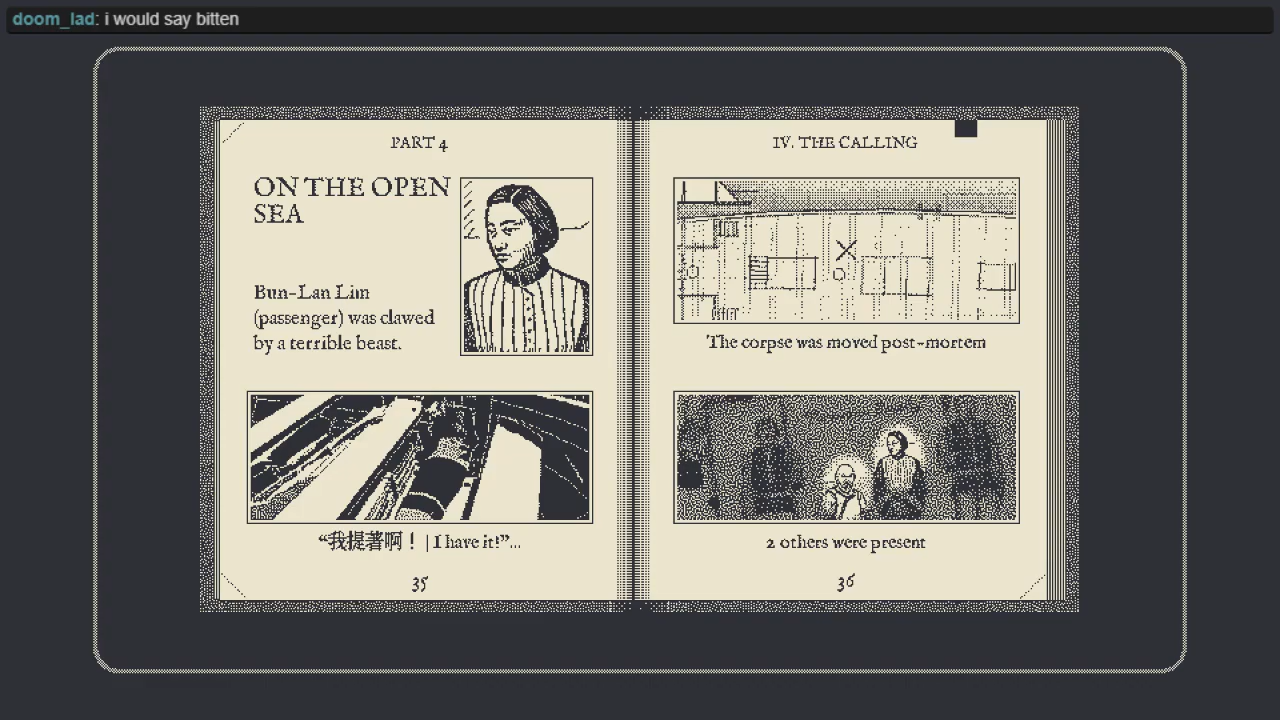 doom_lad: i would say bitten
PART 4
ON THE OPEN
SEA
Bun-Lan Lim
(passenger) was clawed
by a terrible beast.
“我提著啊！ | I have it!”...
35
IV. THE CALLING
The corpse was moved post-mortem
2 others were present
36